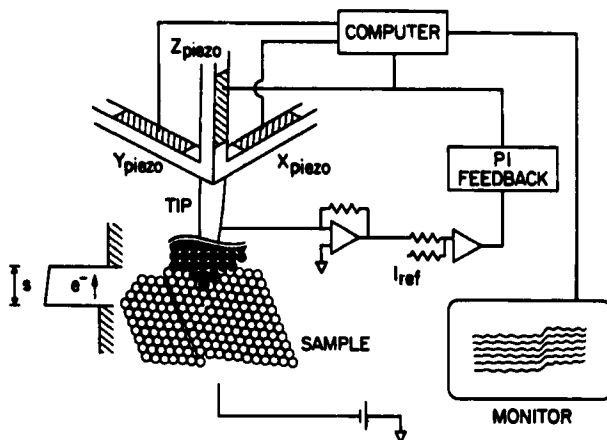 COMPUTER
Zpiezo
Ypiezo
Xpiezo
TIP
PI
FEEDBACK
Iref
s
e⁻
SAMPLE
MONITOR